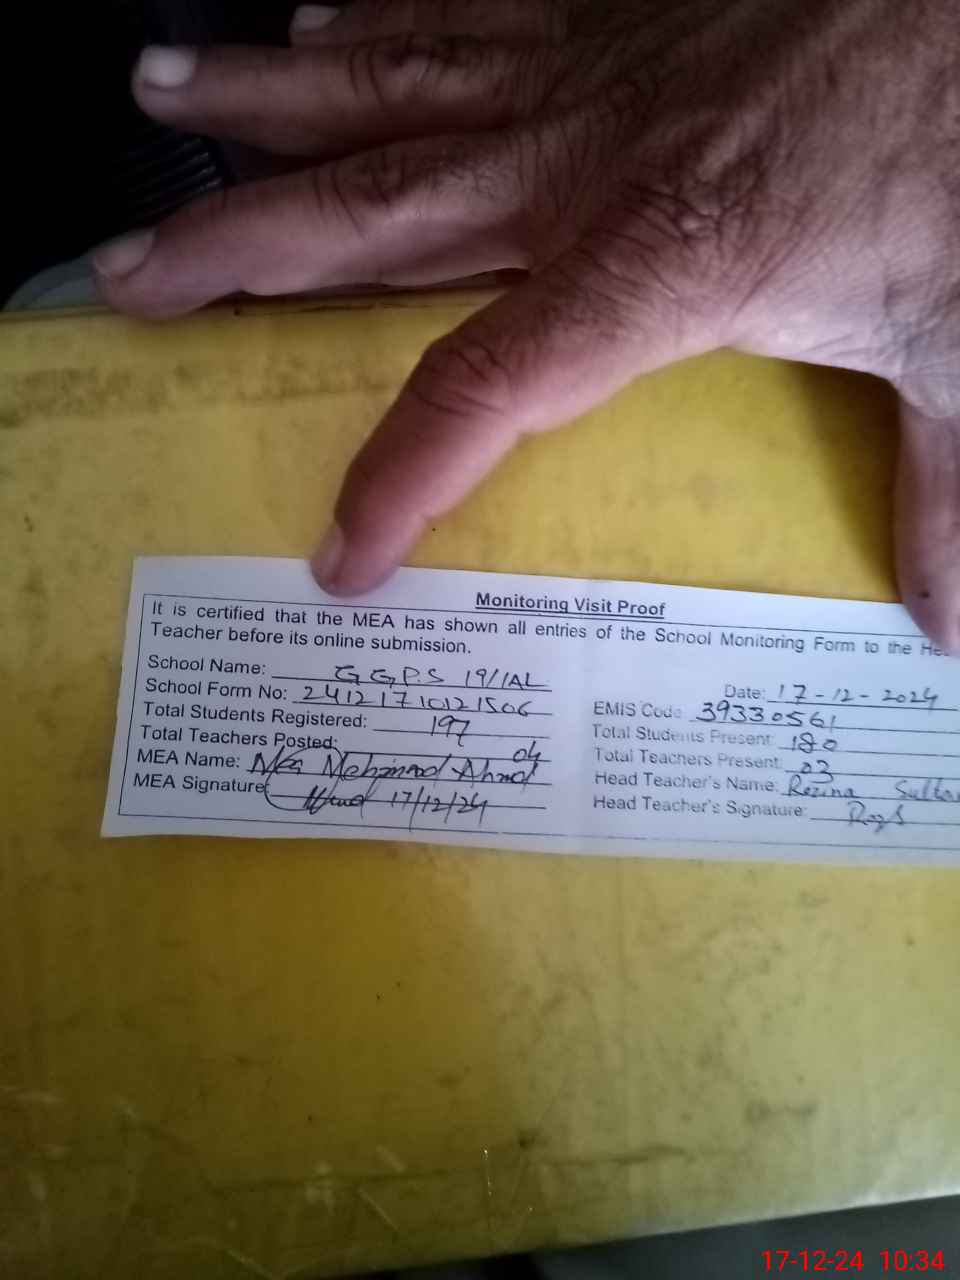 Monitoring Visit Proof
It is certified that the MEA has shown all entries of the School Monitoring Form to the
Teacher before its online submission.
School Name: GGPS 19/1AL
Date: 17-12-2024
School Form No: 24121710121506
EMIS Code 39330561
Total Students Registered: 197
Total Students Present: 180
Total Teachers Posted: 04
Total Teachers Present: 03
MEA Name: Ahmad
Head Teacher's Name: Rozina
MEA Signature: 17/12/24
Head Teacher's Signature:
17-12-24 10:34